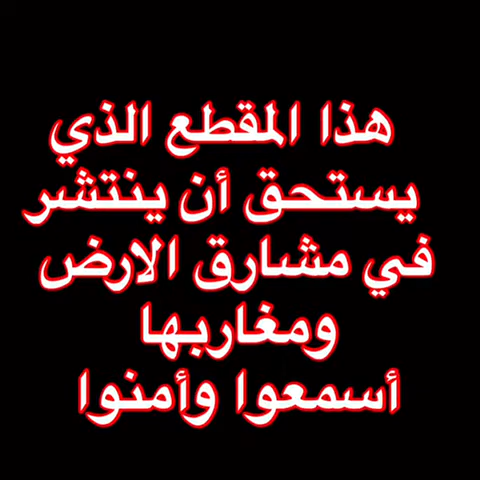 هذا المقطع الذي
يستحق أن ينتشر
في مشارق الارض
ومغاربها
أسمعوا وأمنوا